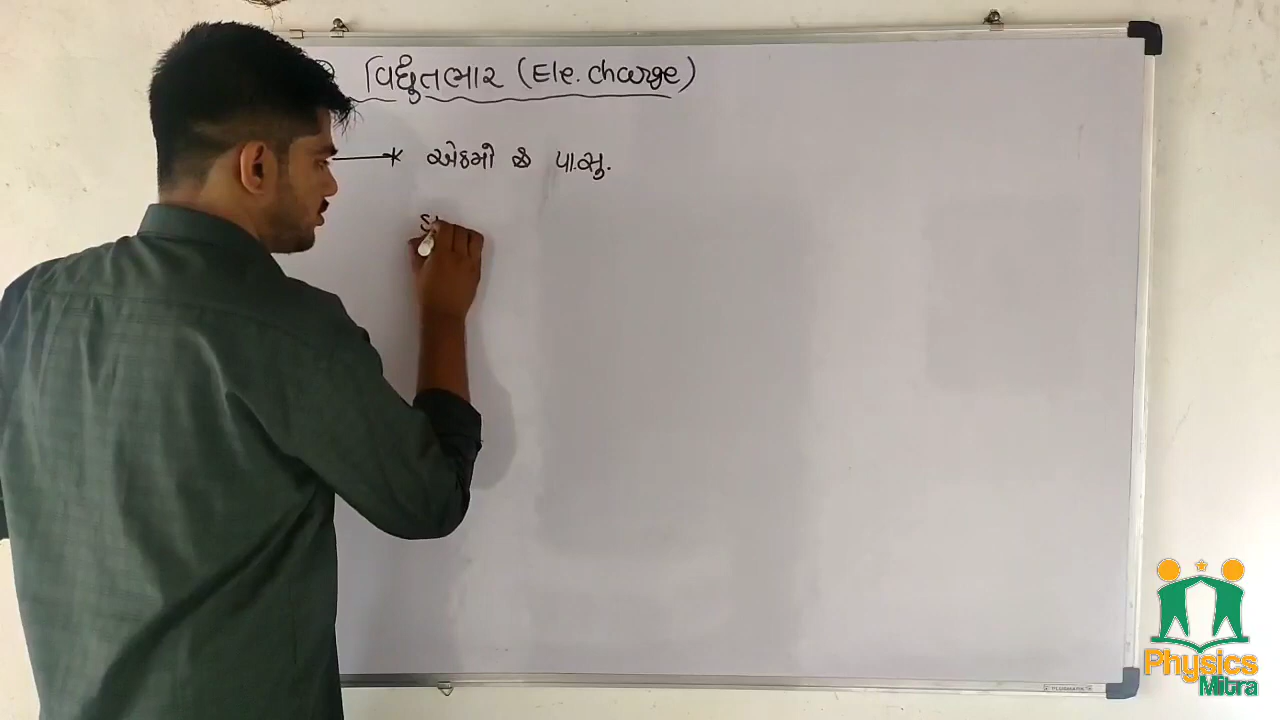 વિદ્યુતભાર (Ele. charge)
એકમો પા.સુ.
Physics
Mitra